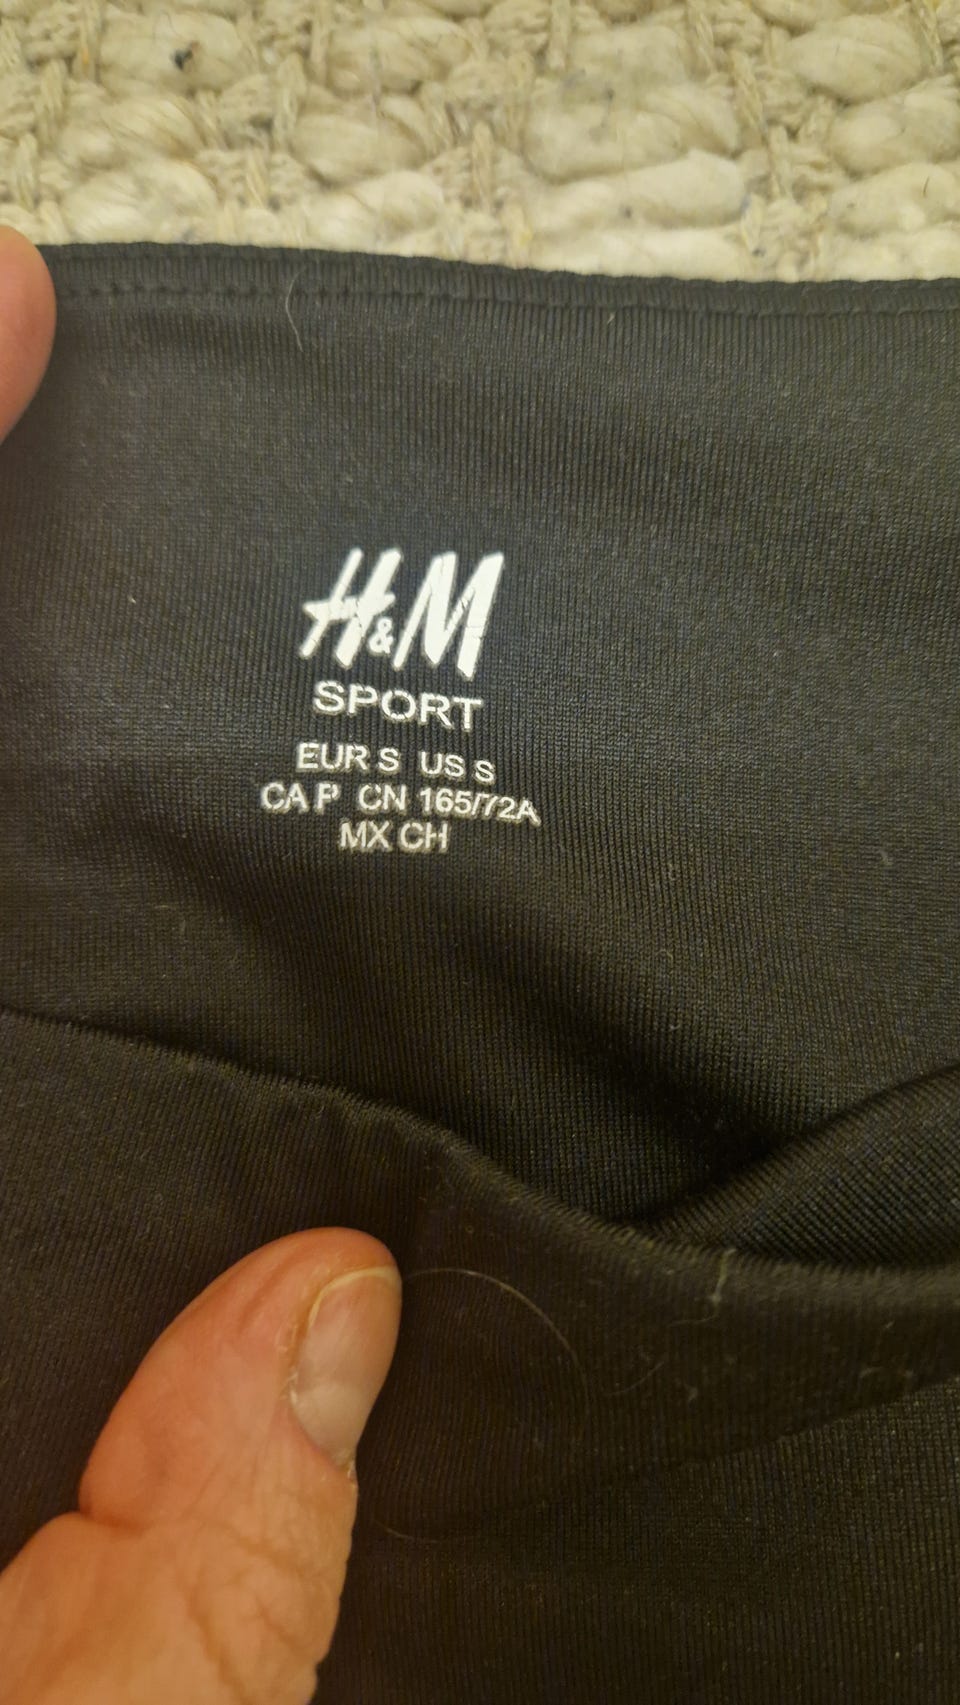 H&M
SPORT
EUR S US S
CA P CN 165/72A
MX CH